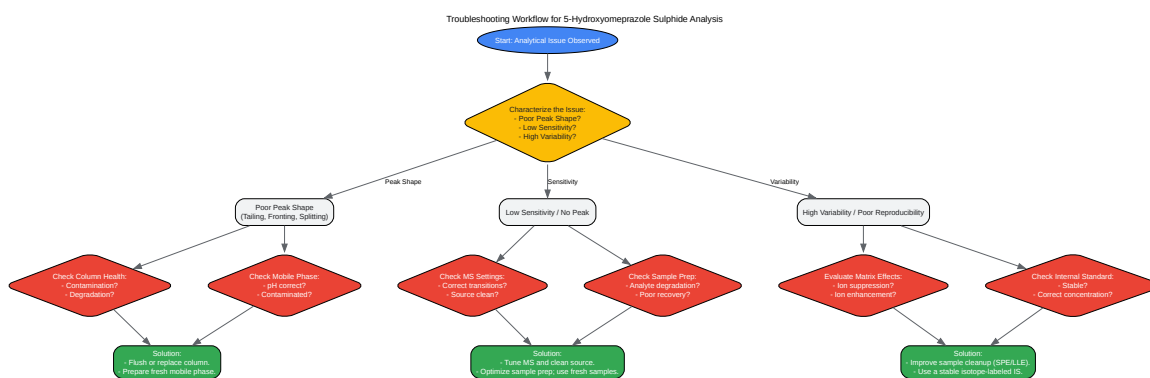 Troubleshooting Workflow for 5-Hydroxyomeprazole Sulphide Analysis
Start: Analytical Issue Observed
Characterize the Issue:
- Poor Peak Shape?
- Low Sensitivity?
- High Variability?
Peak Shape
Sensitivity
Variability
Poor Peak Shape
(Tailing, Fronting, Splitting)
Low Sensitivity / No Peak
High Variability / Poor Reproducibility
Check Column Health:
- Contamination?
- Degradation?
Check Mobile Phase:
- pH correct?
- Contaminated?
Check MS Settings:
- Correct transitions?
- Source clean?
Check Sample Prep:
- Analyte degradation?
- Poor recovery?
Evaluate Matrix Effects:
- Ion suppression?
- Ion enhancement?
Check Internal Standard:
- Stable?
- Correct concentration?
Solution:
- Flush or replace column.
- Prepare fresh mobile phase.
Solution:
- Tune MS and clean source.
- Optimize sample prep; use fresh samples.
Solution:
- Improve sample cleanup (SPE/LLE).
- Use a stable isotope-labeled IS.